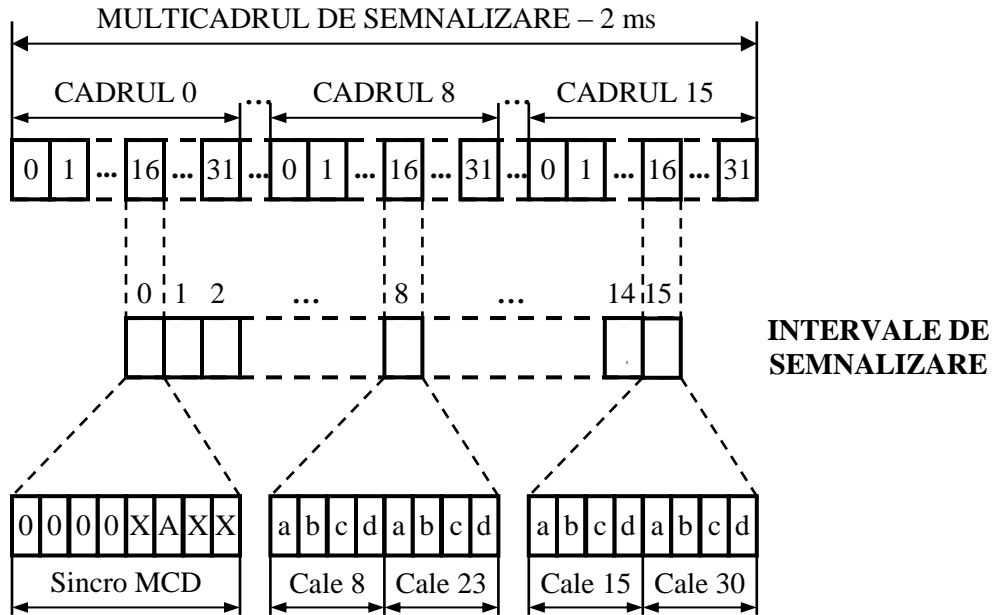 MULTICADRUL DE SEMNALIZARE – 2 ms
CADRUL 0 ... CADRUL 8 ... CADRUL 15
0 1 ... 16 ... 31 ... 0 1 ... 16 ... 31 ... 0 1 ... 16 ... 31
0 1 2 ... 8 ... 14 15
INTERVALE DE
SEMNALIZARE
0 0 0 0 X A X X a b c d a b c d a b c d a b c d
Sincro MCD Cale 8 Cale 23 Cale 15 Cale 30